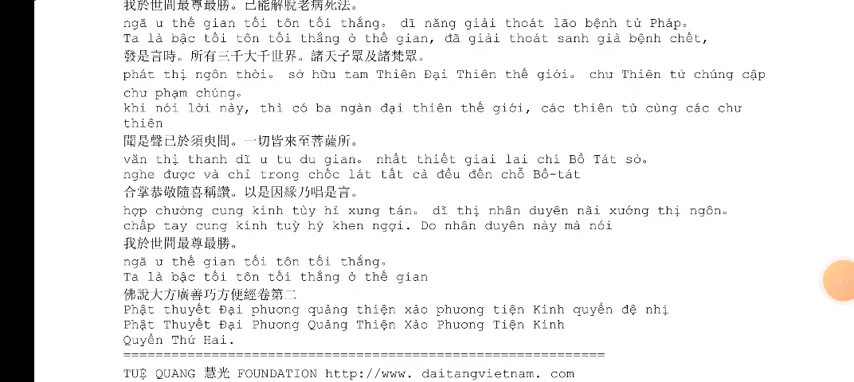 我於世間最尊最勝。已能解脫老病死法。
ngã ư thế gian tối tôn tối thắng。 dĩ năng giải thoát lão bệnh tử Pháp。
Ta là bậc tối tôn tối thắng ở thế gian, đã giải thoát sanh già bệnh chết,
發是言時。所有三千大千世界。諸天子眾及諸梵眾。
phát thị ngôn thời。 sở hữu tam Thiên Đại Thiên thế giới。 chư Thiên tử chúng cập
chư phạm chúng。
khi nói lời này, thì có ba ngàn đại thiên thế giới, các thiên tử cùng các chư
thiên
聞是聲已於須臾間。一切皆來至菩薩所。
văn thị thanh dĩ ư tu du gian。 nhất thiết giai lai chí Bồ Tát sở。
nghe được và chỉ trong chốc lát tất cả đều đến chỗ Bồ-tát
合掌恭敬隨喜稱讚。以是因緣乃唱是言。
hợp chưởng cung kính tùy hỉ xưng tán。 dĩ thị nhân duyên nãi xướng thị ngôn。
chấp tay cung kính tuỳ hỷ khen ngợi. Do nhân duyên này mà nói
我於世間最尊最勝。
ngã ư thế gian tối tôn tối thắng。
Ta là bậc tối tôn tối thắng ở thế gian
佛說大方廣善巧方便經卷第二
Phật thuyết Đại phương quảng thiện xảo phương tiện Kinh quyển đệ nhị
Phật Thuyết Đại Phương Quảng Thiện Xảo Phương Tiện Kinh
Quyển Thứ Hai.
============================================================
TUỆ QUANG 慧光 FOUNDATION http://www. daitangvietnam. com